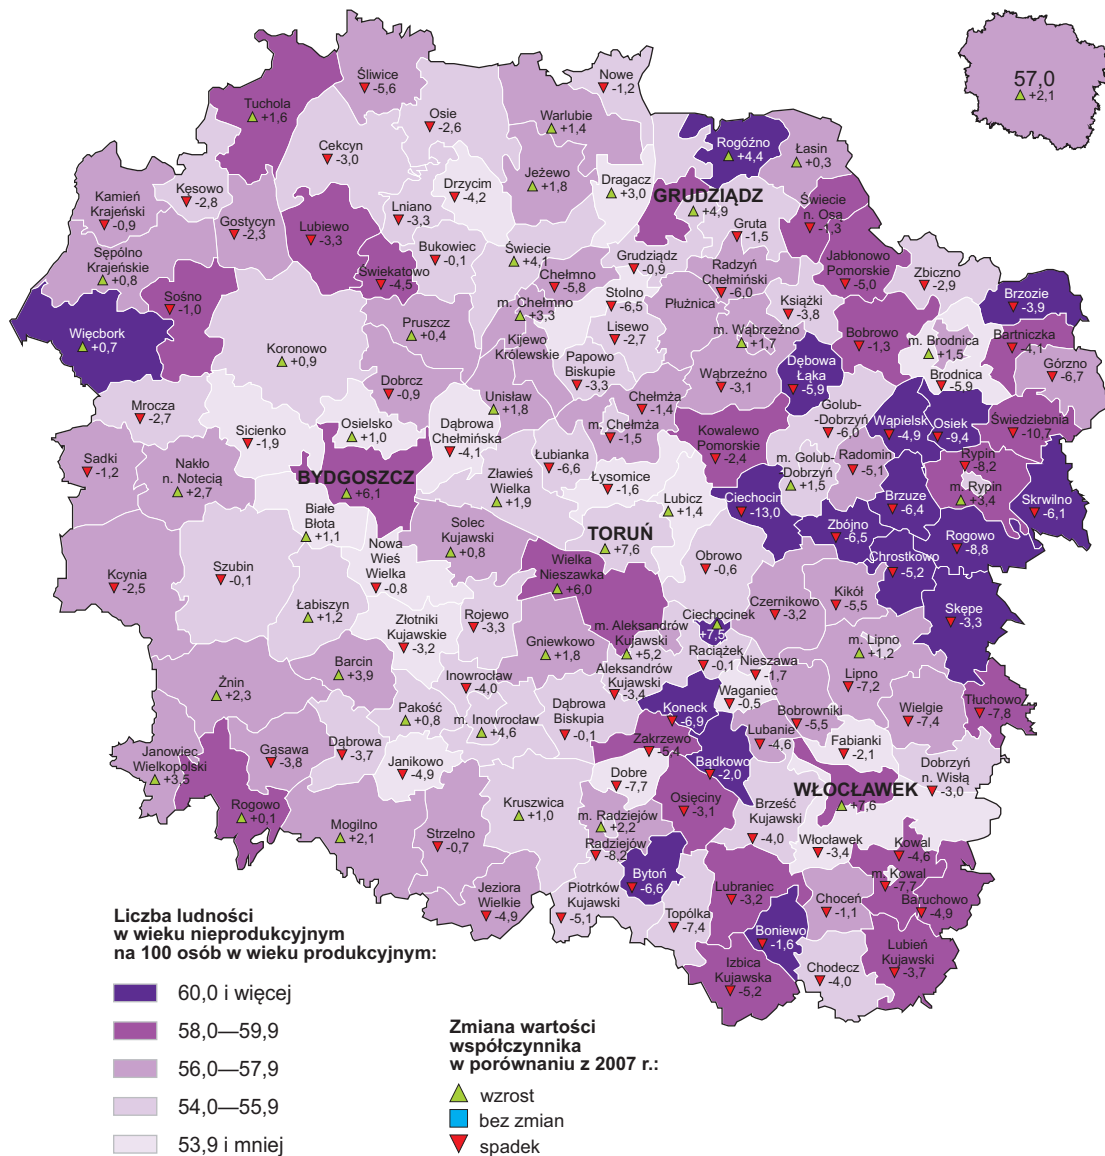 57,0
+2,1
Śliwice
-5,6
Nowe
-1,2
Tuchola
+1,6
Osie
-2,6
Warlubie
+1,4
Rogóźno
+4,4
Łasin
+0,3
Cekcyn
-3,0
Kęsowo
-2,8
Kamień
Krajeński
-0,9
Drzycim
-4,2
Jeżewo
+1,8
Dragacz
+3,0
GRUDZIĄDZ
+4,9
Świecie
n. Osą
-1,3
Gostycyn
-2,3
Lubiewo
-3,3
Lniano
-3,3
Gruta
-1,5
Sępólno
Krajeńskie
+0,8
Bukowiec
-0,1
Świecie
+4,1
Grudziądz
-0,9
Radzyń
Chełmiński
-6,0
Jabłonowo
Pomorskie
-5,0
Zbiczno
-2,9
Świekatowo
-4,5
Chełmno
-5,8
Brzozie
-3,9
Sośno
-1,0
Stolno
-6,5
Płużnica
Książki
-3,8
m. Chełmno
+3,3
Więcbork
+0,7
Koronowo
+0,9
Pruszcz
+0,4
Kijewo
Królewskie
Lisewo
-2,7
m. Wąbrzeźno
+1,7
Bobrowo
-1,3
m. Brodnica
+1,5
Bartniczka
-4,1
Papowo
Biskupie
-3,3
Dębowa
Łąka
-5,9
Brodnica
-5,9
Górzno
-6,7
Dobrcz
-0,9
Wąbrzeźno
-3,1
Mrocza
-2,7
Unisław
+1,8
Chełmża
-1,4
Golub-
Dobrzyń
-6,0
Wąpielsk
-4,9
Osiek
-9,4
Świedziebnia
-10,7
Sicienko
-1,9
Osielsko
+1,0
Dąbrowa
Chełmińska
-4,1
m. Chełmża
-1,5
Kowalewo
Pomorskie
-2,4
Sadki
-1,2
Nakło
n. Notecią
+2,7
BYDGOSZCZ
+6,1
Łubianka
-6,6
m. Golub-
Dobrzyń
+1,5
Radomin
-5,1
Rypin
-8,2
Zławieś
Wielka
+1,9
Łysomice
-1,6
Lubicz
+1,4
Ciechocin
-13,0
Brzuze
-6,4
m. Rypin
+3,4
Skrwilno
-6,1
Białe
Błota
+1,1
Solec
Kujawski
+0,8
TORUŃ
+7,6
Zbójno
-6,5
Rogowo
-8,8
Nowa
Wieś
Wielka
-0,8
Wielka
Nieszawka
+6,0
Obrowo
-0,6
Chrostkowo
-5,2
Kcynia
-2,5
Szubin
-0,1
Łabiszyn
+1,2
Złotniki
Kujawskie
-3,2
Rojewo
-3,3
Czernikowo
-3,2
Kikół
-5,5
Skępe
-3,3
Ciechocinek
+7,5
Gniewkowo
+1,8
m. Aleksandrów
Kujawski
+5,2
Raciążek
-0,1
m. Lipno
+1,2
Barcin
+3,9
Inowrocław
-4,0
Aleksandrów
Kujawski
-3,4
Nieszawa
-1,7
Lipno
-7,2
Żnin
+2,3
Waganiec
-0,5
Pakość
+0,8
Dąbrowa
Biskupia
-0,1
Koneck
-6,9
Bobrowniki
-5,5
Wielgie
-7,4
Tłuchowo
-7,8
m. Inowrocław
+4,6
Zakrzewo
-5,4
Lubanie
-4,6
Fabianki
-2,1
Janowiec
Wielkopolski
+3,5
Gąsawa
-3,8
Dąbrowa
-3,7
Janikowo
-4,9
Dobre
-7,7
Bądkowo
-2,0
Dobrzyń
n. Wisłą
-3,0
Rogowo
+0,1
Kruszwica
+1,0
Osięciny
-3,1
Brześć
Kujawski
-4,0
WŁOCŁAWEK
+7,6
Mogilno
+2,1
Strzelno
-0,7
m. Radziejów
+2,2
Radziejów
-8,2
Włocławek
-3,4
Kowal
-4,6
Bytoń
-6,6
m. Kowal
-7,7
Jeziora
Wielkie
-4,9
Piotrków
Kujawski
-5,1
Lubraniec
-3,2
Choceń
-1,1
Baruchowo
-4,9
Topólka
-7,4
Boniewo
-1,6
Lubień
Kujawski
-3,7
Izbica
Kujawska
-5,2
Chodecz
-4,0
Liczba ludności
w wieku nieprodukcyjnym
na 100 osób w wieku produkcyjnym:
60,0 i więcej
58,0—59,9
56,0—57,9
54,0—55,9
53,9 i mniej
Zmiana wartości
współczynnika
w porównaniu z 2007 r.:
wzrost
bez zmian
spadek